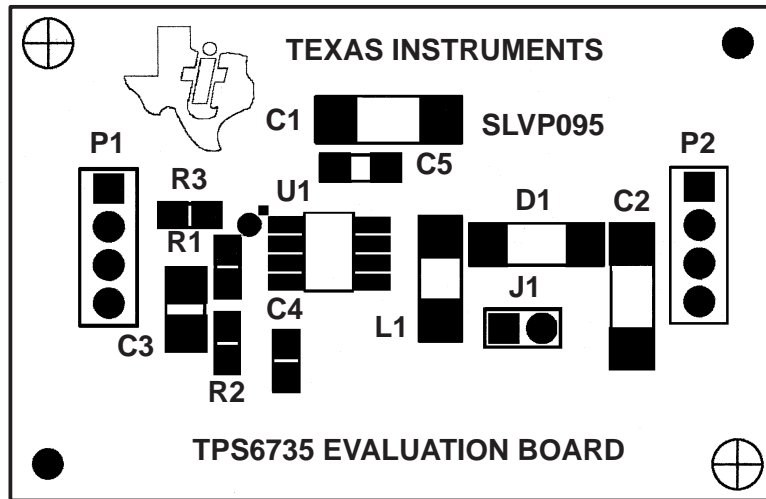 TEXAS INSTRUMENTS
C1
SLVP095
P1
P2
C5
R3
U1
D1
C2
R1
J1
C4
L1
C3
R2
TPS6735 EVALUATION BOARD